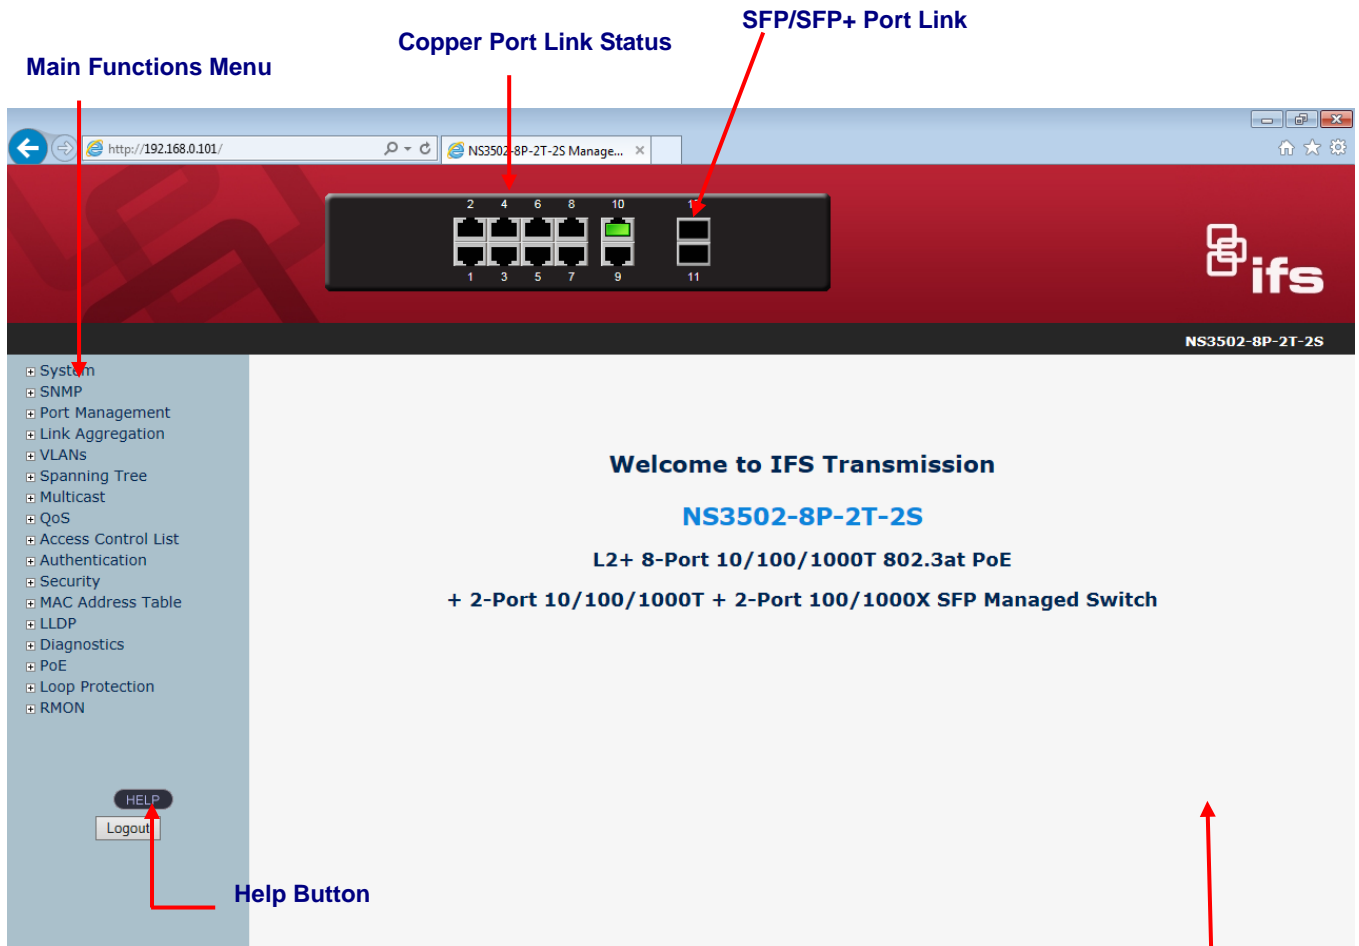 SFP/SFP+ Port Link
Copper Port Link Status
Main Functions Menu
http://192.168.0.101/
NS3502-8P-2T-2S Manage...
2 4 6 8 10
1 3 5 7 9 11
ifs
NS3502-8P-2T-2S
System
SNMP
Port Management
Link Aggregation
VLANs
Spanning Tree
Multicast
QoS
Access Control List
Authentication
Security
MAC Address Table
LLDP
Diagnostics
PoE
Loop Protection
RMON
Welcome to IFS Transmission
NS3502-8P-2T-2S
L2+ 8-Port 10/100/1000T 802.3at PoE
+ 2-Port 10/100/1000T + 2-Port 100/1000X SFP Managed Switch
HELP
Logout
Help Button